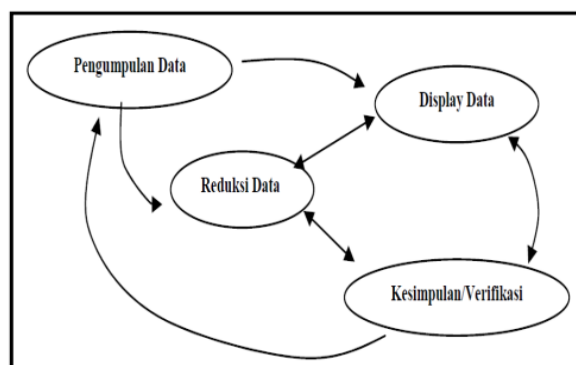 Pengumpulan Data
Display Data
Reduksi Data
Kesimpulan/Verifikasi